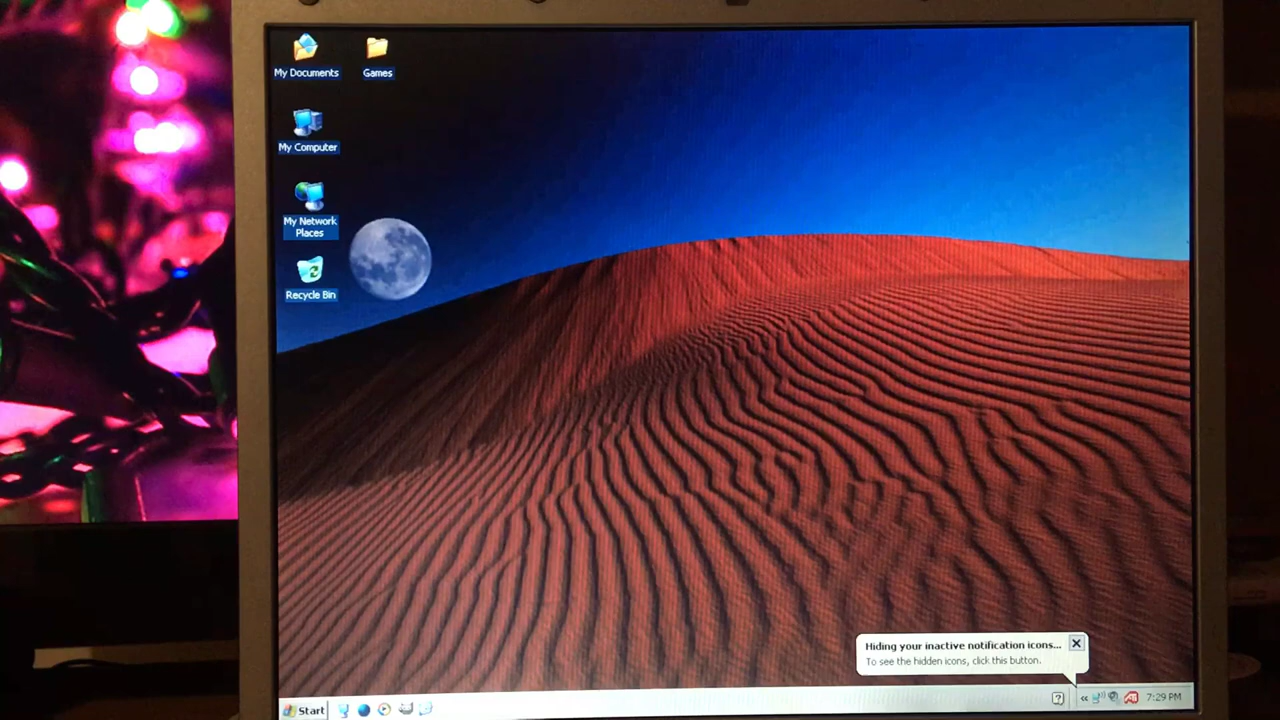 My Documents
Games
My Computer
My Network
Places
Recycle Bin
Hiding your inactive notification icons...
To see the hidden icons, click this button.
Start
?
«
ATI
7:29 PM